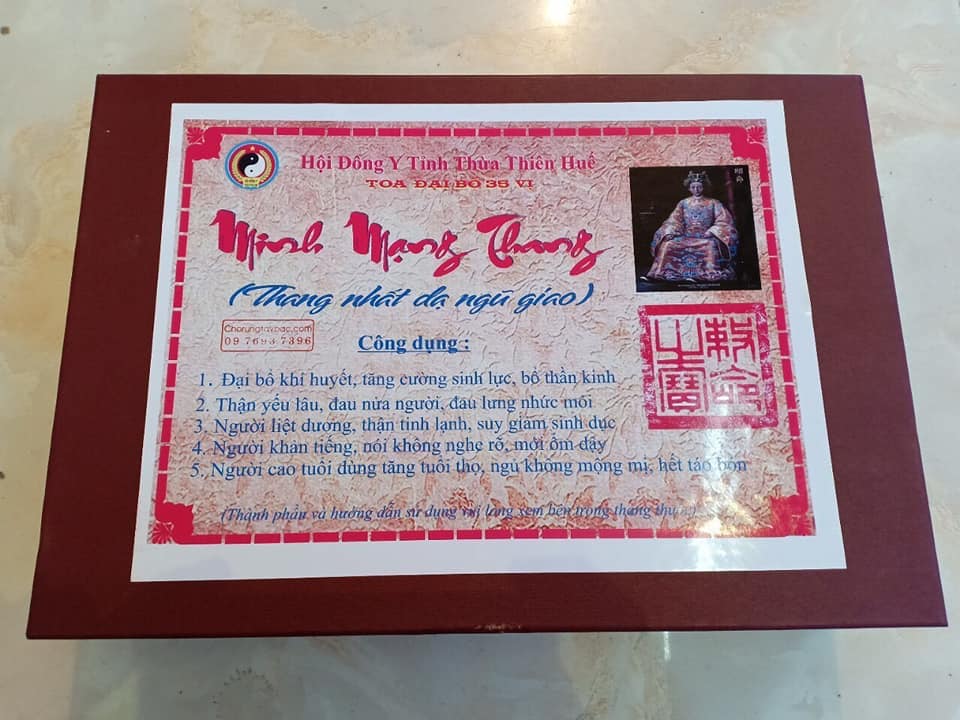 Hội Đông Y Tỉnh Thừa Thiên Huế
TOA ĐẠI BỔ 35 VỊ
Minh Mạng Thang
(Thang nhất dạ ngũ giao)
Chorungtaybac.com
09 7693 7396
Công dụng :
1. Đại bổ khí huyết, tăng cường sinh lực, bổ thần kinh
2. Thận yếu lâu, đau nửa người, đau lưng nhức mỏi
3. Người liệt dương, thận tinh lạnh, suy giảm sinh dục
4. Người khàn tiếng, nói không nghe rõ, mới ốm dậy
5. Người cao tuổi dùng tăng tuổi thọ, ngủ không mộng mị, hết táo bón
(Thành phần và hướng dẫn sử dụng vui lòng xem bên trong thang thuốc)
敕命之寶